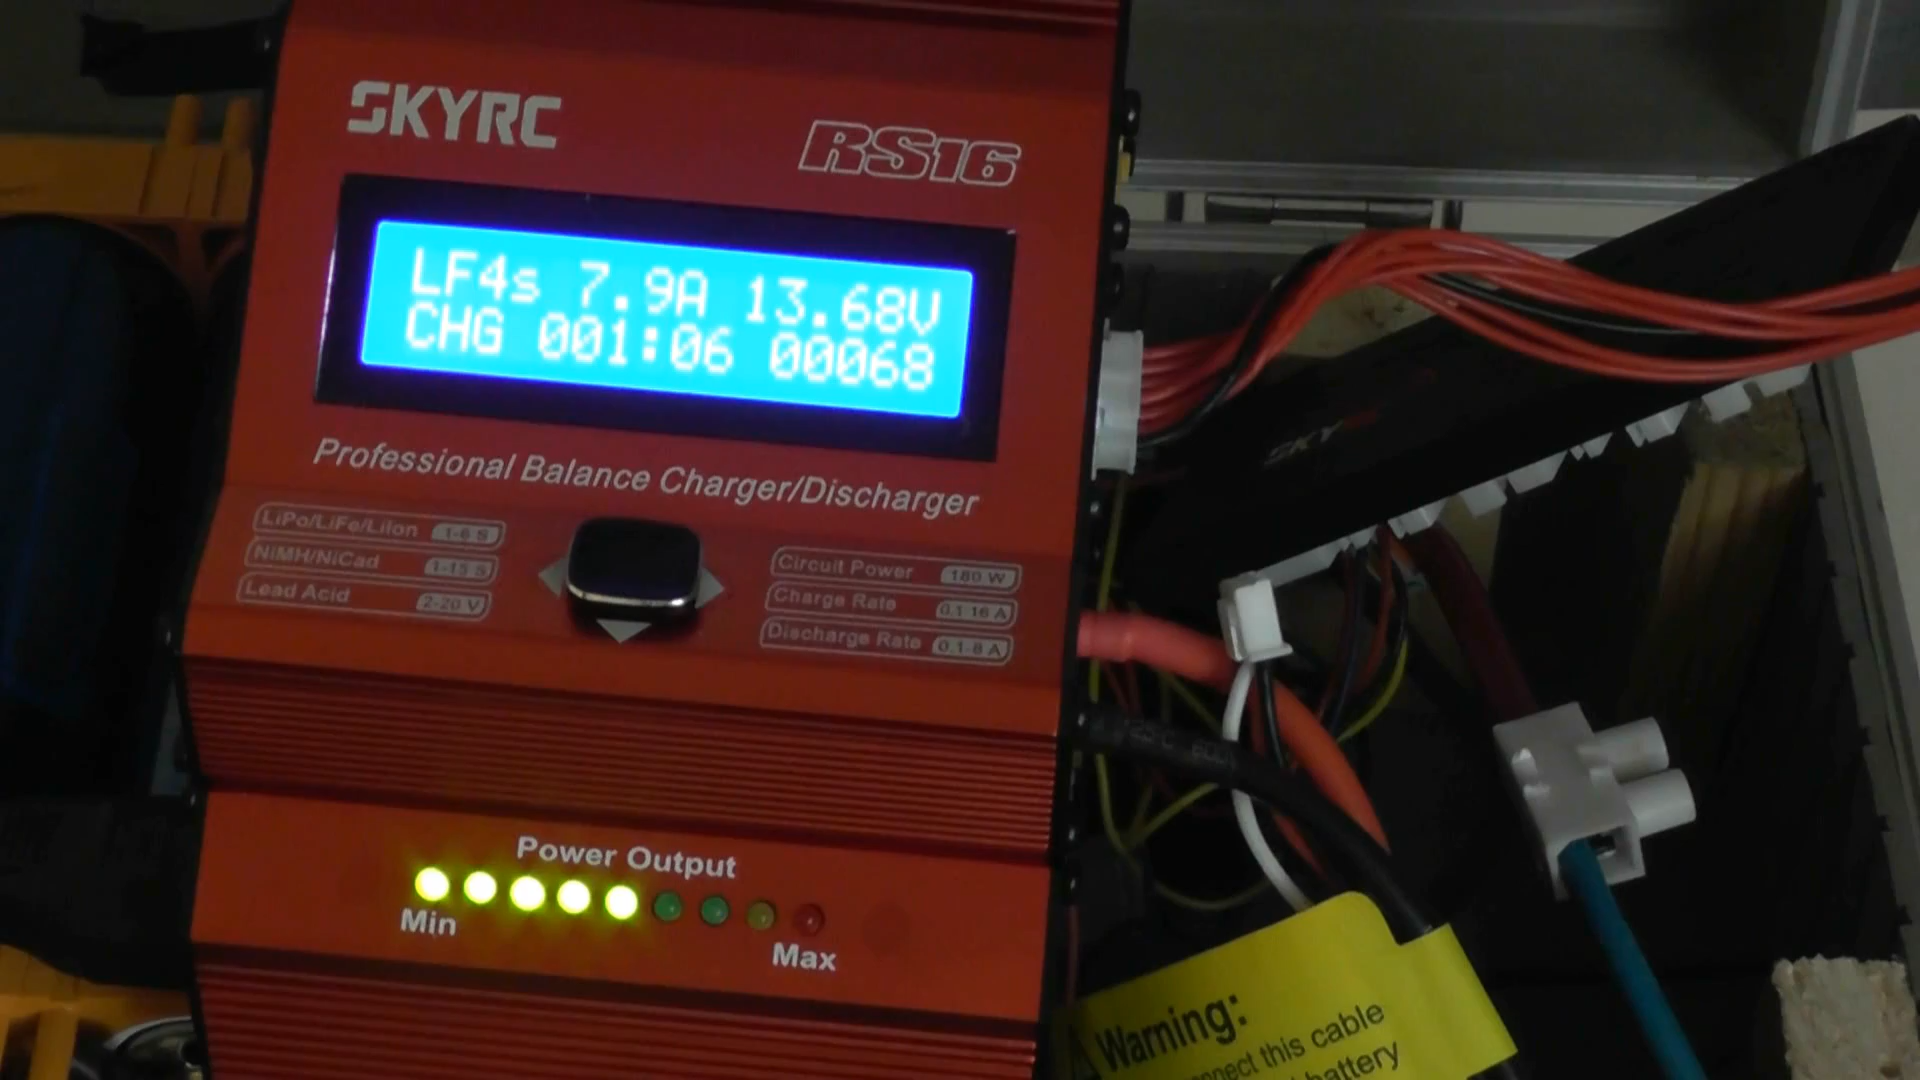 SKYRC
RS16
LF4s 7.9A 13.68V
CHG 001:06 00068
Professional Balance Charger/Discharger
LiPo/LiFe/LiIon 1-6 S
NiMH/NiCad 1-15 S
Lead Acid 2-20 V
Circuit Power 180 W
Charge Rate 0.1-16 A
Discharge Rate 0.1-8 A
Power Output
Min
Max
SKYRC
Warning:
this cable
battery